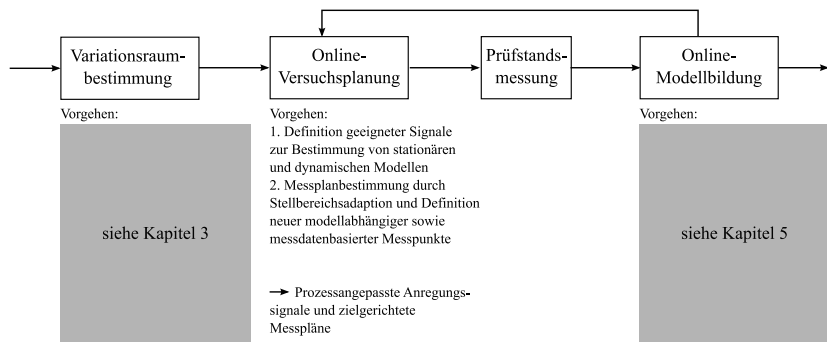 Variationsraum-
bestimmung
Online-
Versuchsplanung
Prüfstands-
messung
Online-
Modellbildung
Vorgehen:
siehe Kapitel 3
Vorgehen:
1. Definition geeigneter Signale
zur Bestimmung von stationären
und dynamischen Modellen
2. Messplanbestimmung durch
Stellbereichsadaption und Definition
neuer modellabhängiger sowie
messdatenbasierter Messpunkte
Prozessangepasste Anregungs-
signale und zielgerichtete
Messpläne
Vorgehen:
siehe Kapitel 5